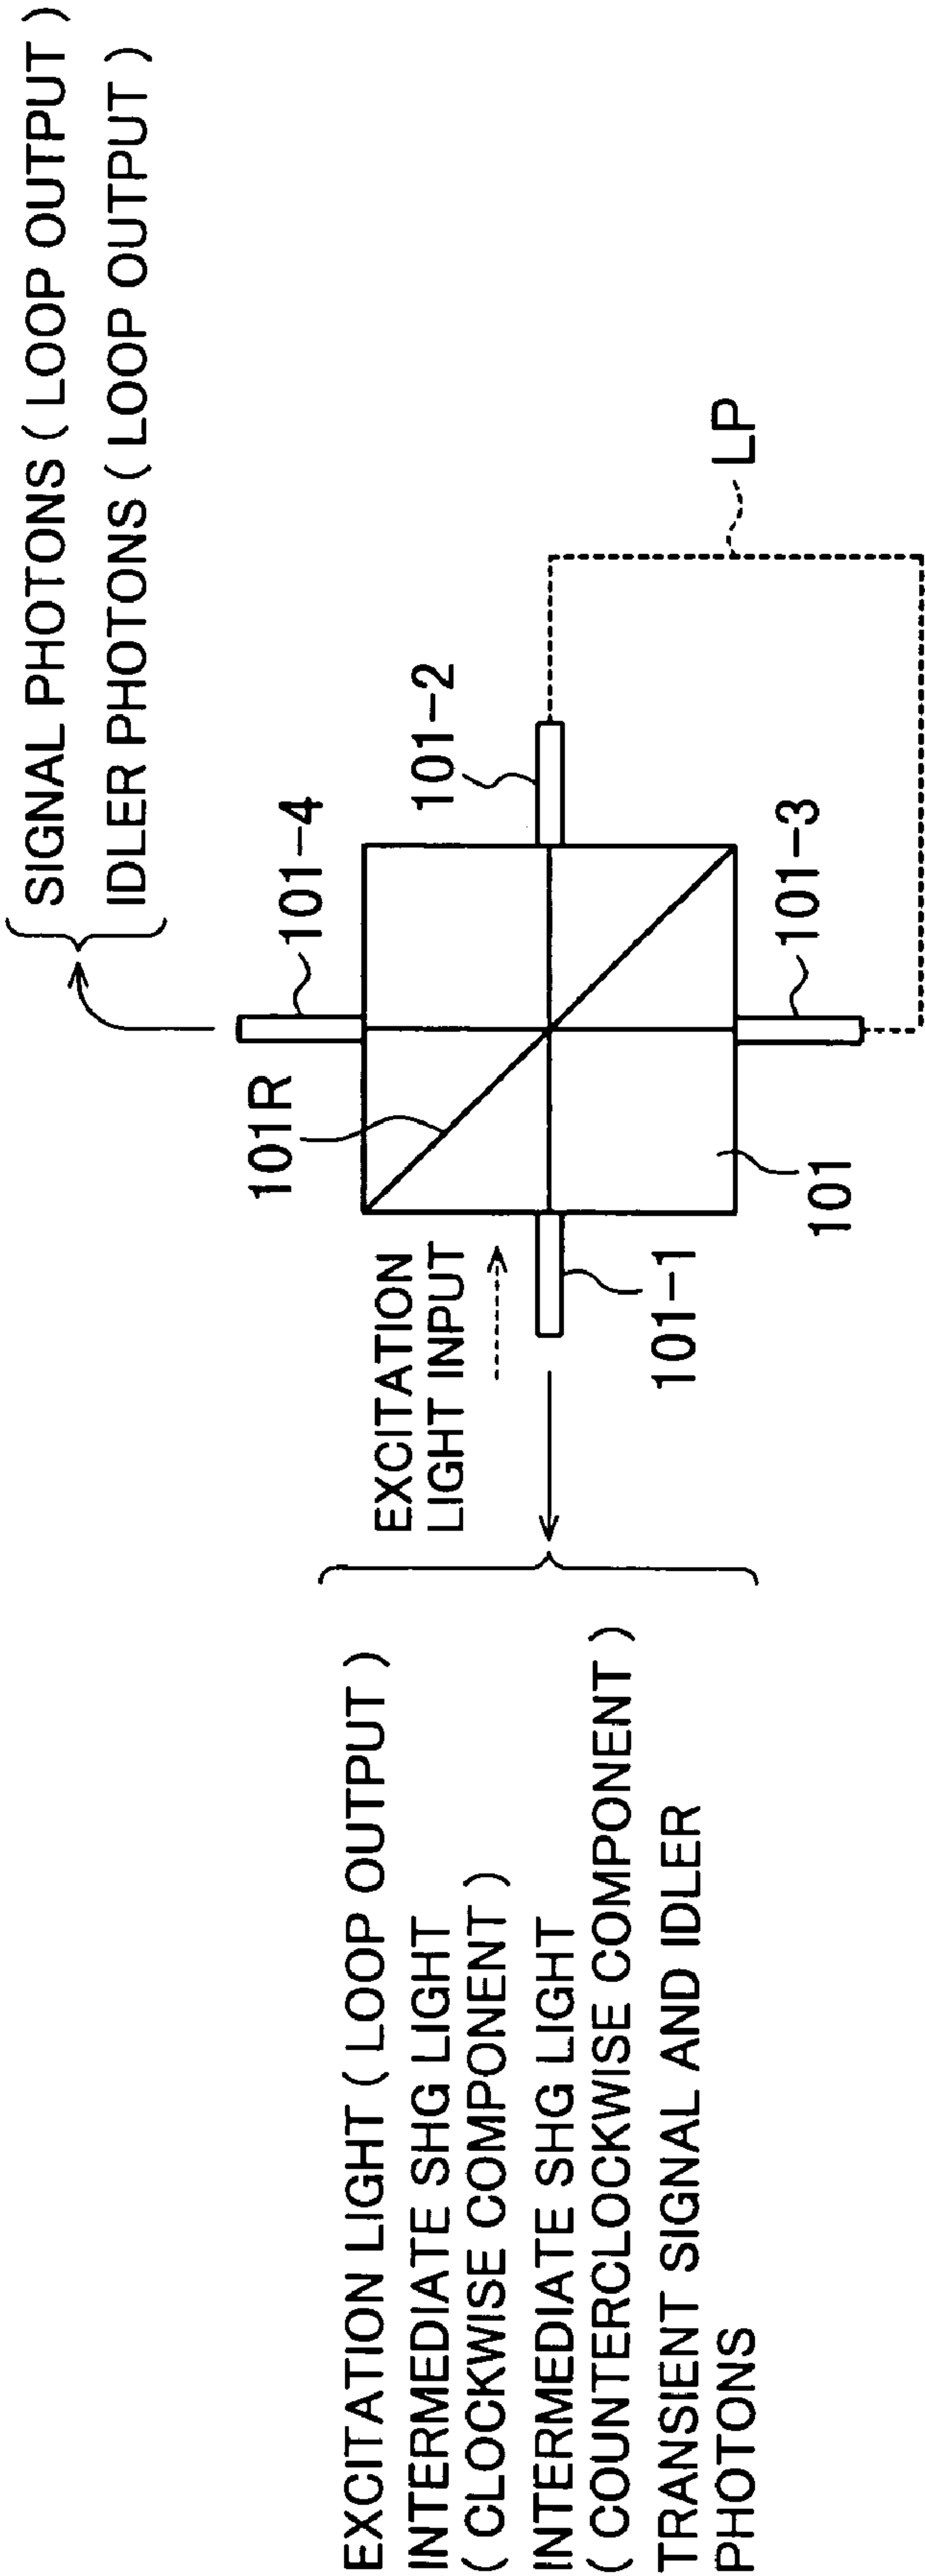 SIGNAL PHOTONS ( LOOP OUTPUT )
IDLER PHOTONS ( LOOP OUTPUT )
101-4
101R
101-2
LP
EXCITATION
LIGHT INPUT
101-1
101
101-3
EXCITATION LIGHT ( LOOP OUTPUT )
INTERMEDIATE SHG LIGHT
( CLOCKWISE COMPONENT )
INTERMEDIATE SHG LIGHT
( COUNTERCLOCKWISE COMPONENT )
TRANSIENT SIGNAL AND IDLER
PHOTONS